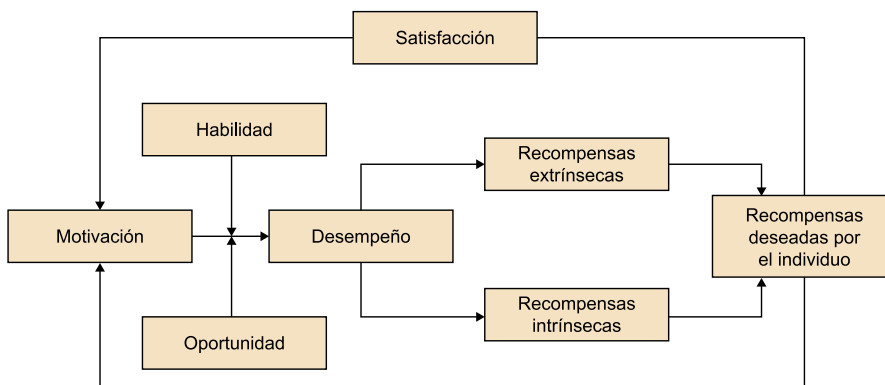 Satisfacción
Habilidad
Recompensas
extrínsecas
Motivación
Desempeño
Recompensas
deseadas por
el individuo
Recompensas
intrínsecas
Oportunidad